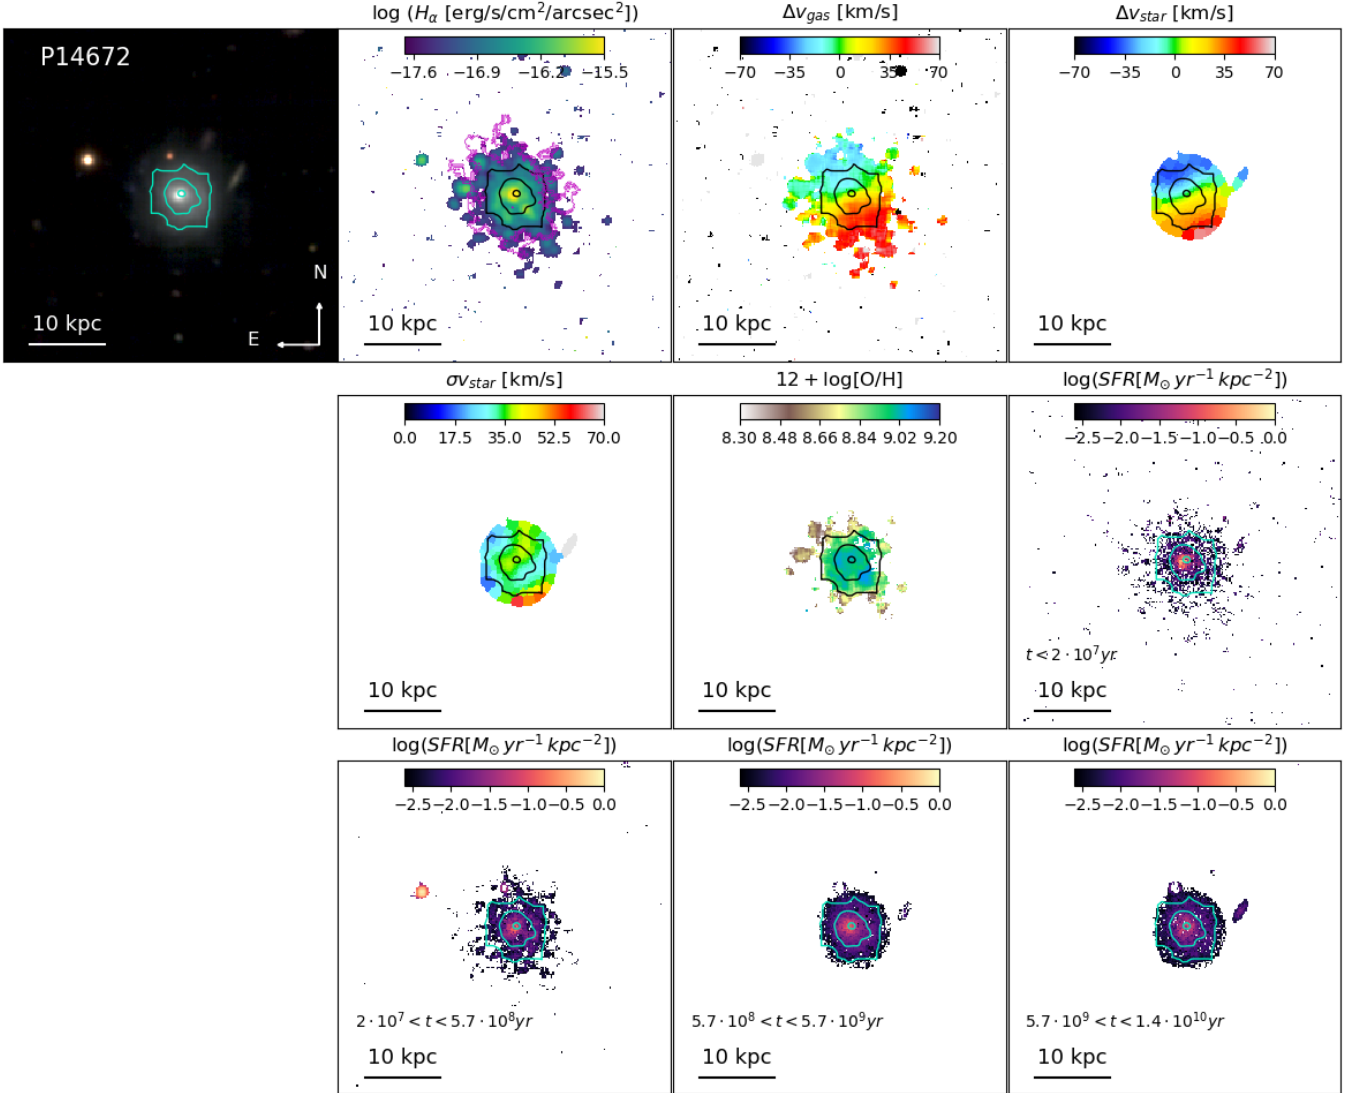 log (Hα [erg/s/cm²/arcsec²])
Δv_gas [km/s]
Δv_star [km/s]
P14672
−17.6 −16.9 −16.2 −15.5
−70 −35 0 35 70
−70 −35 0 35 70
N
E
10 kpc
10 kpc
10 kpc
10 kpc
σv_star [km/s]
12 + log[O/H]
log(SFR[M⊙ yr⁻¹ kpc⁻²])
0.0 17.5 35.0 52.5 70.0
8.30 8.48 8.66 8.84 9.02 9.20
−2.5 −2.0 −1.5 −1.0 −0.5 0.0
t < 2 · 10⁷yr
10 kpc
10 kpc
10 kpc
log(SFR[M⊙ yr⁻¹ kpc⁻²])
log(SFR[M⊙ yr⁻¹ kpc⁻²])
log(SFR[M⊙ yr⁻¹ kpc⁻²])
−2.5 −2.0 −1.5 −1.0 −0.5 0.0
−2.5 −2.0 −1.5 −1.0 −0.5 0.0
−2.5 −2.0 −1.5 −1.0 −0.5 0.0
2 · 10⁷ < t < 5.7 · 10⁸yr
5.7 · 10⁸ < t < 5.7 · 10⁹yr
5.7 · 10⁹ < t < 1.4 · 10¹⁰yr
10 kpc
10 kpc
10 kpc